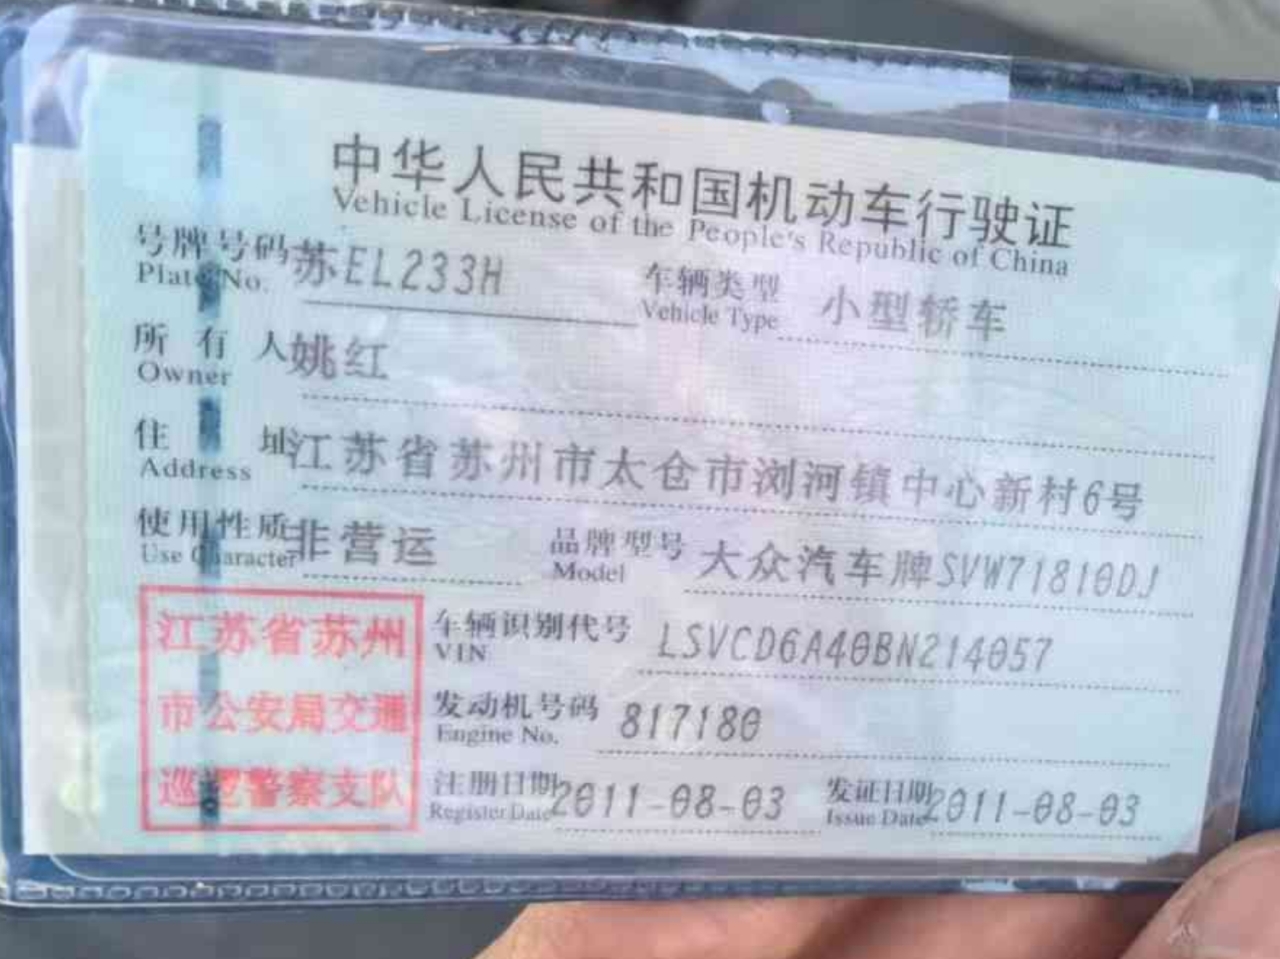 中华人民共和国机动车行驶证
Vehicle License of the People's Republic of China
号牌号码 苏EL233H 车辆类型 小型轿车
Plate No. Vehicle Type
所有人 姚红
Owner
住址 江苏省苏州市太仓市浏河镇中心新村6号
Address
使用性质 非营运 品牌型号 大众汽车牌SVW71810DJ
Use Character Model
江苏省苏州
市公安局交通
巡逻警察支队
车辆识别代号 LSVCD6A40BN214057
VIN
发动机号码 817180
Engine No.
注册日期 2011-08-03 发证日期 2011-08-03
Register Date Issue Date